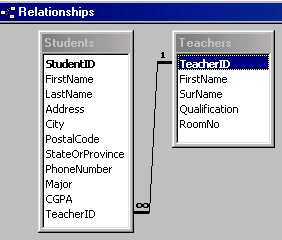 Relationships
Students
StudentID
FirstName
LastName
Address
City
PostalCode
StateOrProvince
PhoneNumber
Major
CGPA
TeacherID
∞
1
Teachers
TeacherID
FirstName
SurName
Qualification
RoomNo